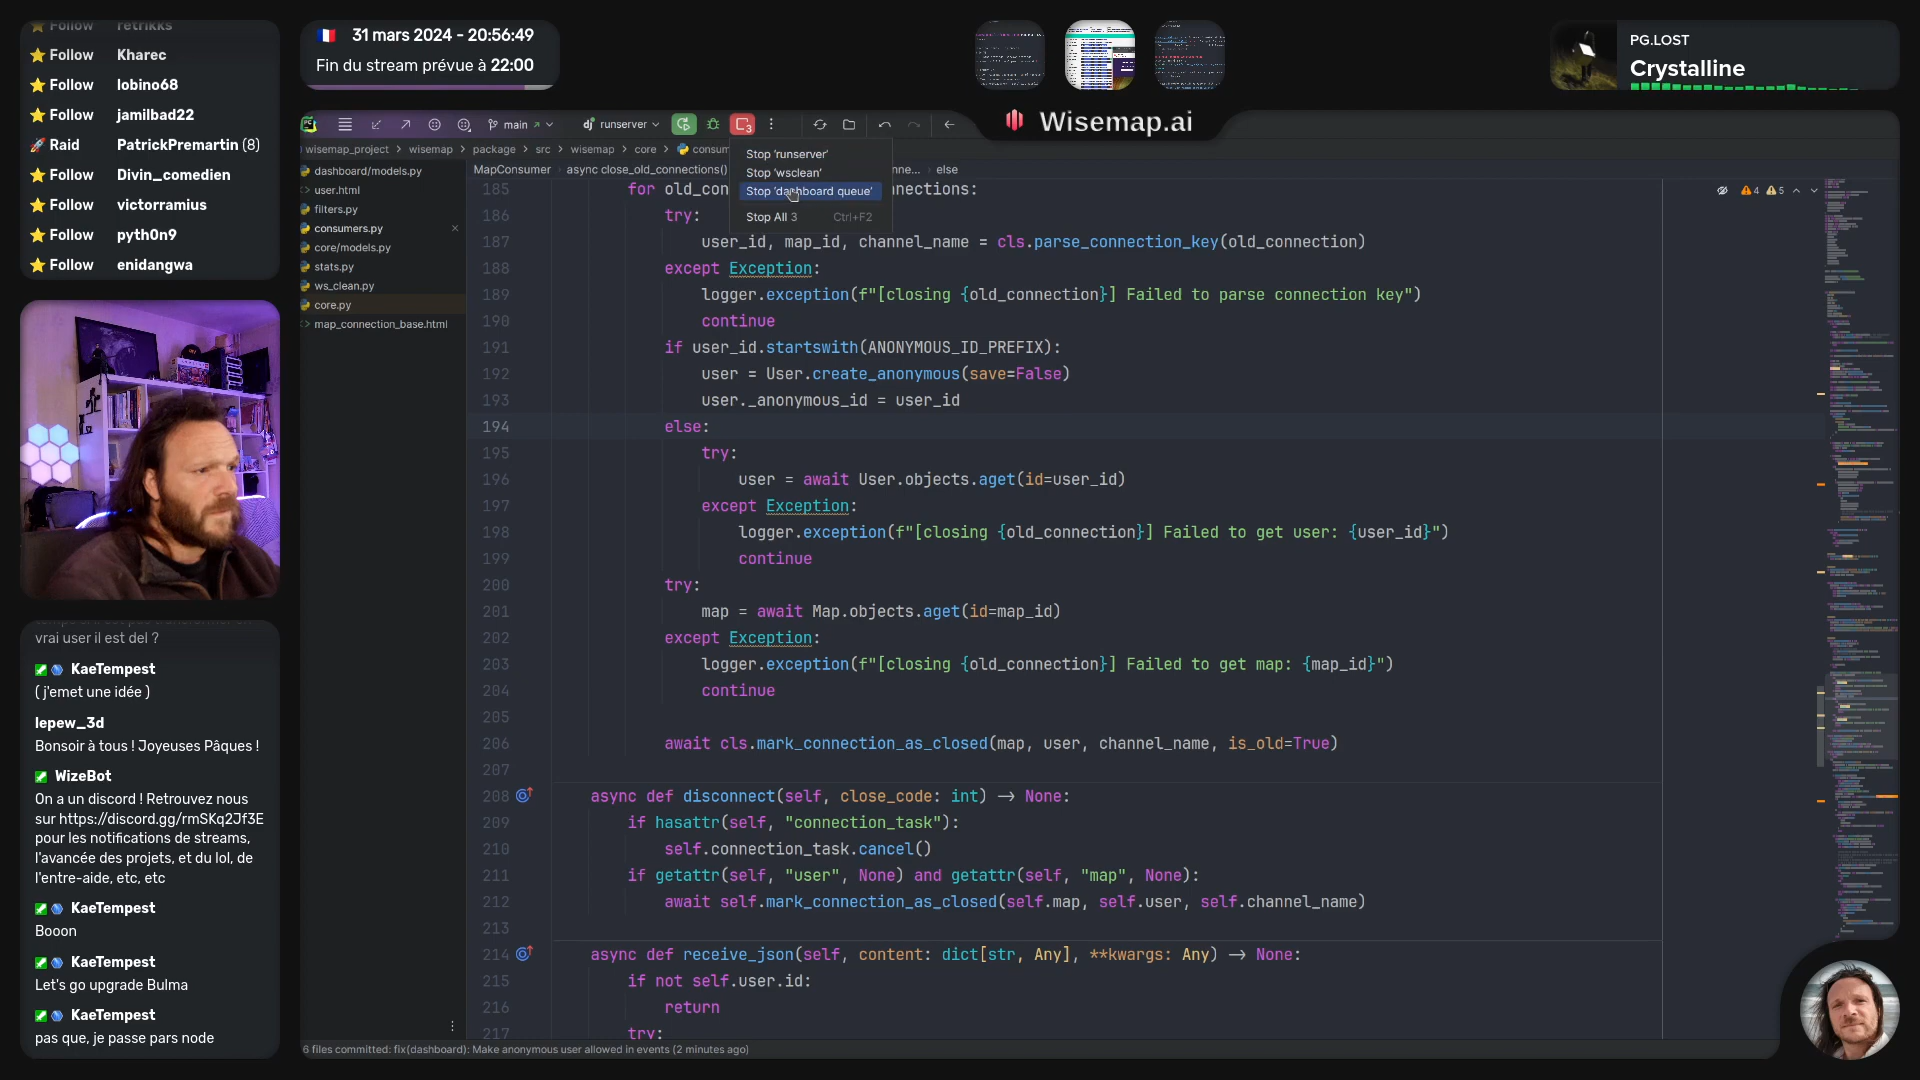 Follow retrikks
Follow Kharec
Follow lobino68
Follow jamilbad22
Raid PatrickPremartin (8)
Follow Divin_comedien
Follow victorramius
Follow pyth0n9
Follow enidangwa
31 mars 2024 - 20:56:49
Fin du stream prévue à 22:00
PG.LOST
Crystalline
Wisemap.ai
main
runserver
3
wisemap_project > wisemap > package > src > wisemap > core > consum
Stop 'runserver'
Stop 'wsclean'
Stop 'dashboard queue'
Stop All 3 Ctrl+F2
dashboard/models.py
user.html
filters.py
consumers.py
core/models.py
stats.py
ws_clean.py
core.py
map_connection_base.html
MapConsumer async close_old_connections() nne... else
4 5
185 for old_con nnections:
186 try:
187 user_id, map_id, channel_name = cls.parse_connection_key(old_connection)
188 except Exception:
189 logger.exception(f"[closing {old_connection}] Failed to parse connection key")
190 continue
191 if user_id.startswith(ANONYMOUS_ID_PREFIX):
192 user = User.create_anonymous(save=False)
193 user._anonymous_id = user_id
194 else:
195 try:
196 user = await User.objects.aget(id=user_id)
197 except Exception:
198 logger.exception(f"[closing {old_connection}] Failed to get user: {user_id}")
199 continue
200 try:
201 map = await Map.objects.aget(id=map_id)
202 except Exception:
203 logger.exception(f"[closing {old_connection}] Failed to get map: {map_id}")
204 continue
205
206 await cls.mark_connection_as_closed(map, user, channel_name, is_old=True)
207
208 async def disconnect(self, close_code: int) -> None:
209 if hasattr(self, "connection_task"):
210 self.connection_task.cancel()
211 if getattr(self, "user", None) and getattr(self, "map", None):
212 await self.mark_connection_as_closed(self.map, self.user, self.channel_name)
213
214 async def receive_json(self, content: dict[str, Any], **kwargs: Any) -> None:
215 if not self.user.id:
216 return
217 try:
6 files committed: fix(dashboard): Make anonymous user allowed in events (2 minutes ago)
vrai user il est del ?
KaeTempest
( j'emet une idée )
lepew_3d
Bonsoir à tous ! Joyeuses Pâques !
WizeBot
On a un discord ! Retrouvez nous
sur https://discord.gg/rmSKq2Jf3E
pour les notifications de streams,
l'avancée des projets, et du lol, de
l'entre-aide, etc, etc
KaeTempest
Booon
KaeTempest
Let's go upgrade Bulma
KaeTempest
pas que, je passe pars node